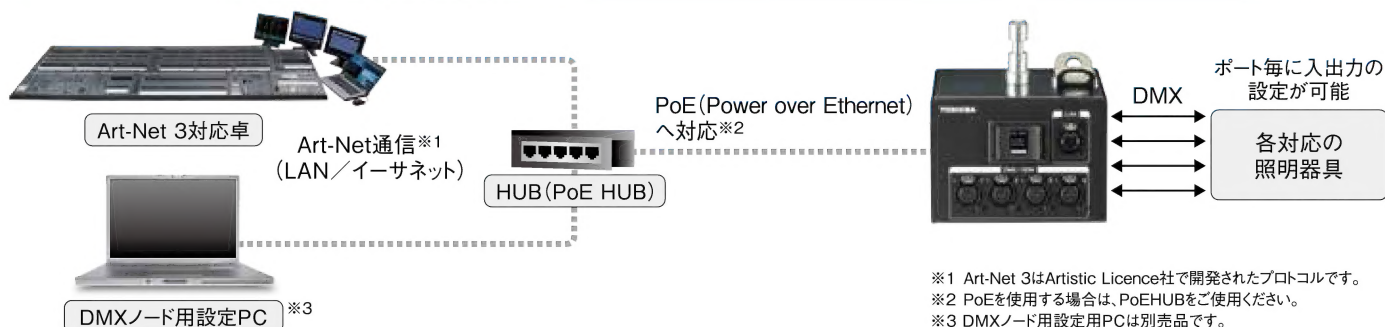 Art-Net 3対応卓
Art-Net通信※1
(LAN／イーサネット)
HUB(PoE HUB)
DMXノード用設定PC ※3
PoE(Power over Ethernet)
へ対応※2
TOSHIBA
DMX
ポート毎に入出力の
設定が可能
各対応の
照明器具
※1 Art-Net 3はArtistic Licence社で開発されたプロトコルです。
※2 PoEを使用する場合は、PoEHUBをご使用ください。
※3 DMXノード用設定用PCは別売品です。